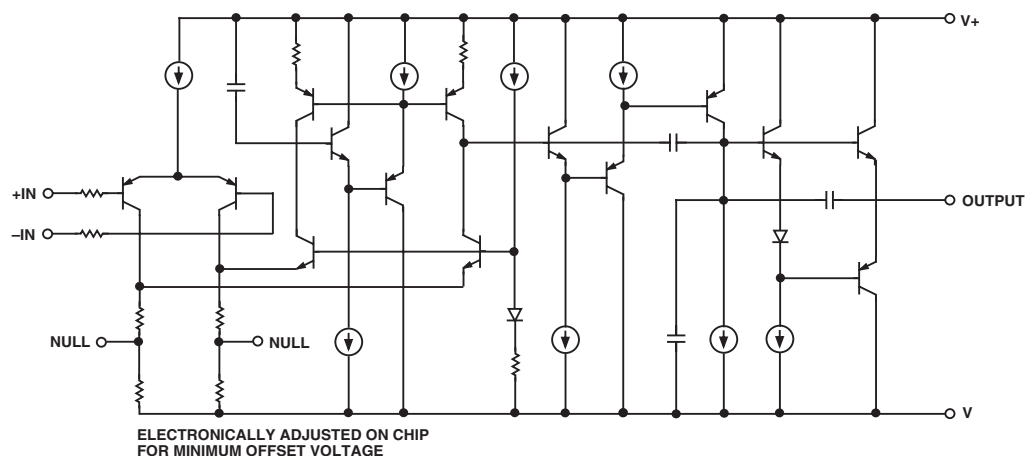 V+
+IN
–IN
OUTPUT
NULL
NULL
V
ELECTRONICALLY ADJUSTED ON CHIP
FOR MINIMUM OFFSET VOLTAGE